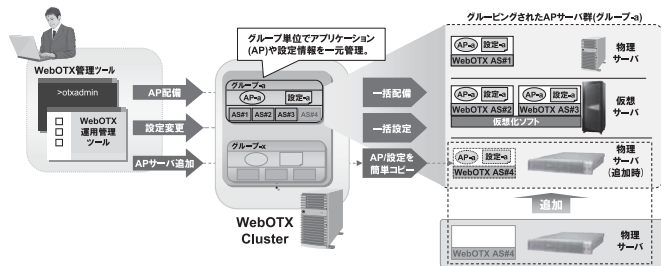 グルーピングされたAPサーバ群(グループ-a)
グループ単位でアプリケーション
(AP)や設定情報を一元管理。
WebOTX管理ツール
>otxadmin
WebOTX
運用管理
ツール
AP配備
設定変更
APサーバ追加
グループ-a
AP-a
設定-a
AS#1
AS#2
AS#3
AS#4
グループ-x
WebOTX
Cluster
一括配備
一括設定
AP/設定を
簡単コピー
AP-a
設定-a
WebOTX AS#1
物理
サーバ
AP-a
設定-a
AP-a
設定-a
WebOTX AS#2
WebOTX AS#3
仮想化ソフト
仮想
サーバ
AP-a
設定-a
WebOTX AS#4
物理
サーバ
(追加時)
追加
WebOTX AS#4
物理
サーバ